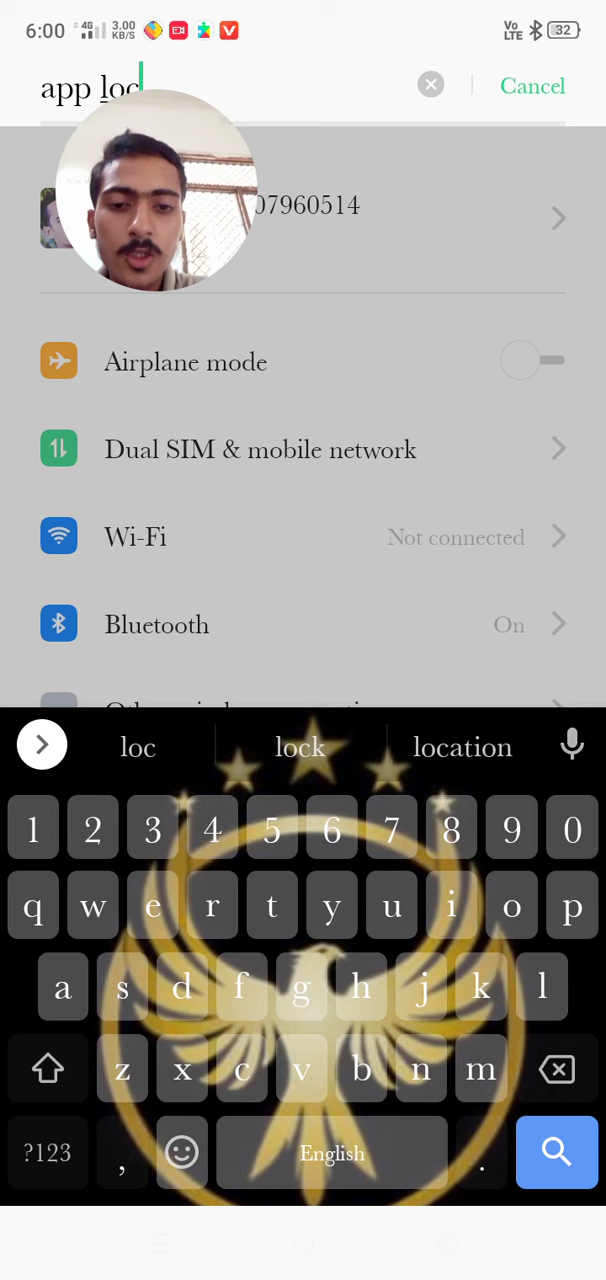 6:00 4G 3.00 KB/S Vo LTE 32
app loc Cancel
07960514
Airplane mode
Dual SIM & mobile network
Wi-Fi Not connected
Bluetooth On
loc lock location
1 2 3 4 5 6 7 8 9 0
q w e r t y u i o p
a s d f g h j k l
z x c v b n m
?123 , English .